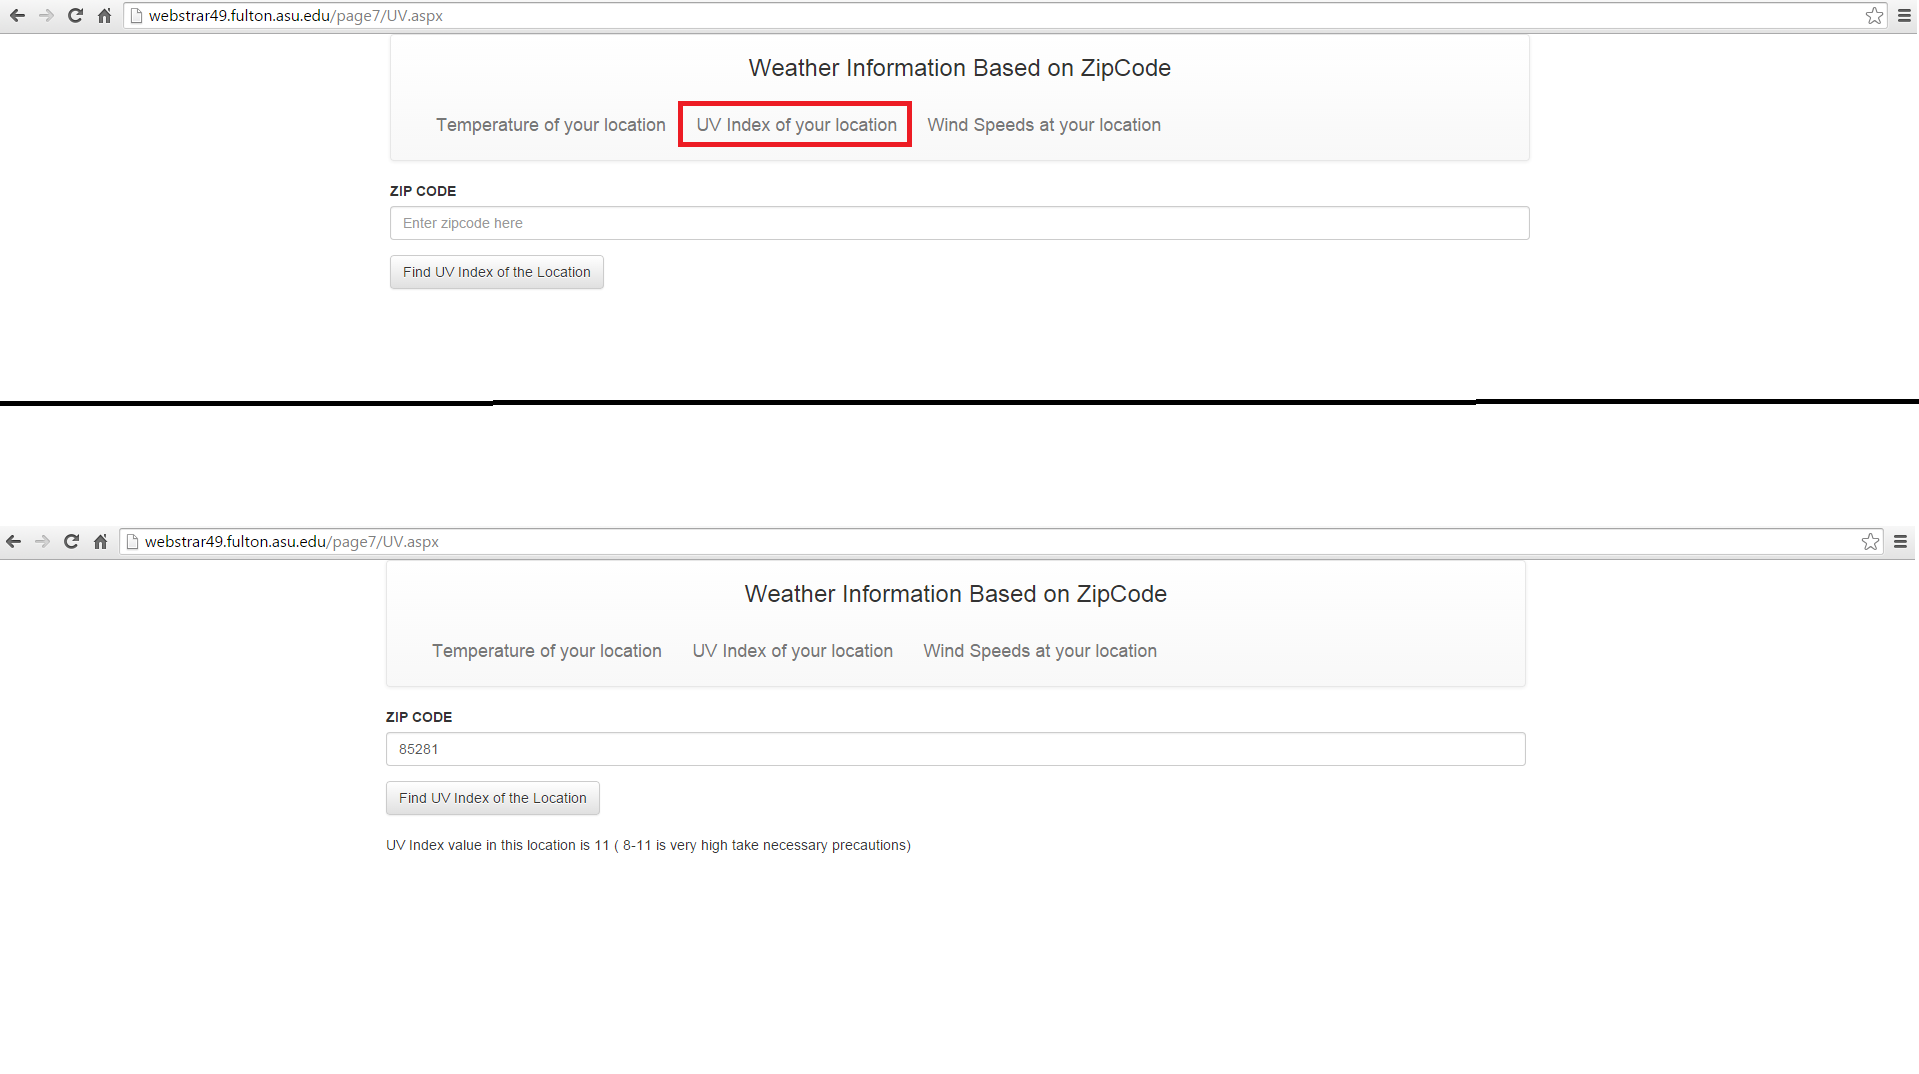 webstrar49.fulton.asu.edu/page7/UV.aspx
Weather Information Based on ZipCode
Temperature of your location UV Index of your location Wind Speeds at your location
ZIP CODE
Enter zipcode here
Find UV Index of the Location
webstrar49.fulton.asu.edu/page7/UV.aspx
Weather Information Based on ZipCode
Temperature of your location UV Index of your location Wind Speeds at your location
ZIP CODE
85281
Find UV Index of the Location
UV Index value in this location is 11 ( 8-11 is very high take necessary precautions)